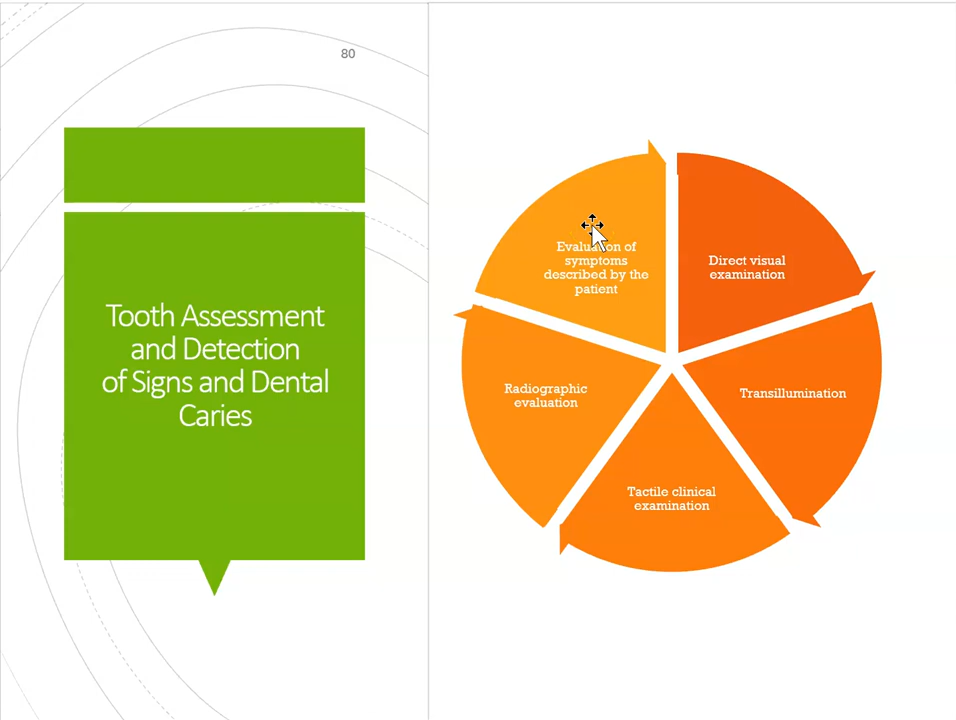 80
Tooth Assessment
and Detection
of Signs and Dental
Caries
Evaluation of
symptoms
described by the
patient
Direct visual
examination
Radiographic
evaluation
Transillumination
Tactile clinical
examination